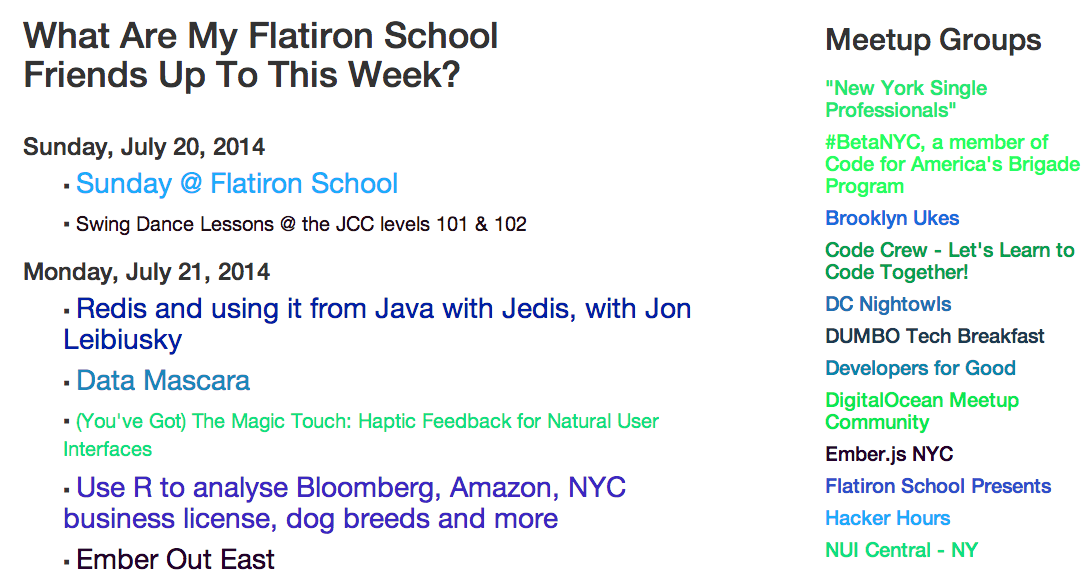 What Are My Flatiron School
Friends Up To This Week?
Sunday, July 20, 2014
▪ Sunday @ Flatiron School
▪ Swing Dance Lessons @ the JCC levels 101 & 102
Monday, July 21, 2014
▪ Redis and using it from Java with Jedis, with Jon
Leibiusky
▪ Data Mascara
▪ (You've Got) The Magic Touch: Haptic Feedback for Natural User
Interfaces
▪ Use R to analyse Bloomberg, Amazon, NYC
business license, dog breeds and more
▪ Ember Out East
Meetup Groups
"New York Single
Professionals"
#BetaNYC, a member of
Code for America's Brigade
Program
Brooklyn Ukes
Code Crew - Let's Learn to
Code Together!
DC Nightowls
DUMBO Tech Breakfast
Developers for Good
DigitalOcean Meetup
Community
Ember.js NYC
Flatiron School Presents
Hacker Hours
NUI Central - NY